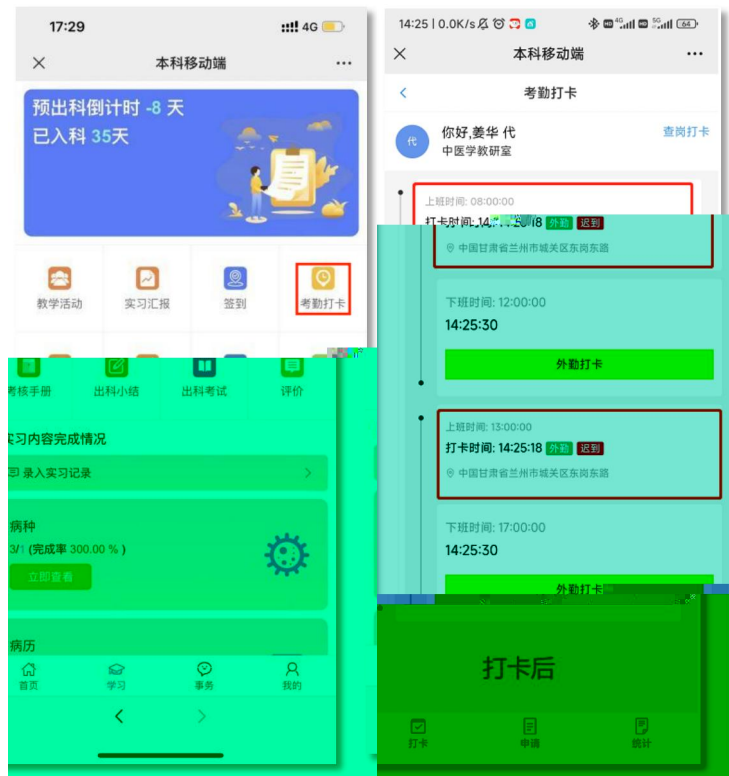 17:29
4G
本科移动端
预出科倒计时 -8 天
已入科 35天
教学活动
实习汇报
签到
考勤打卡
考核手册
出科小结
出科考试
评价
实习内容完成情况
录入实习记录
病种
3/1 (完成率 300.00 % )
立即查看
病历
首页
学习
事务
我的
14:25 | 0.0K/s
4G
5G
64
本科移动端
考勤打卡
代
你好,姜华 代
中医学教研室
查岗打卡
上班时间: 08:00:00
打卡时间: 外勤 迟到
中国甘肃省兰州市城关区东岗东路
下班时间: 12:00:00
14:25:30
外勤打卡
上班时间: 13:00:00
打卡时间: 14:25:18 外勤 迟到
中国甘肃省兰州市城关区东岗东路
下班时间: 17:00:00
14:25:30
外勤打卡
打卡后
打卡
申请
统计